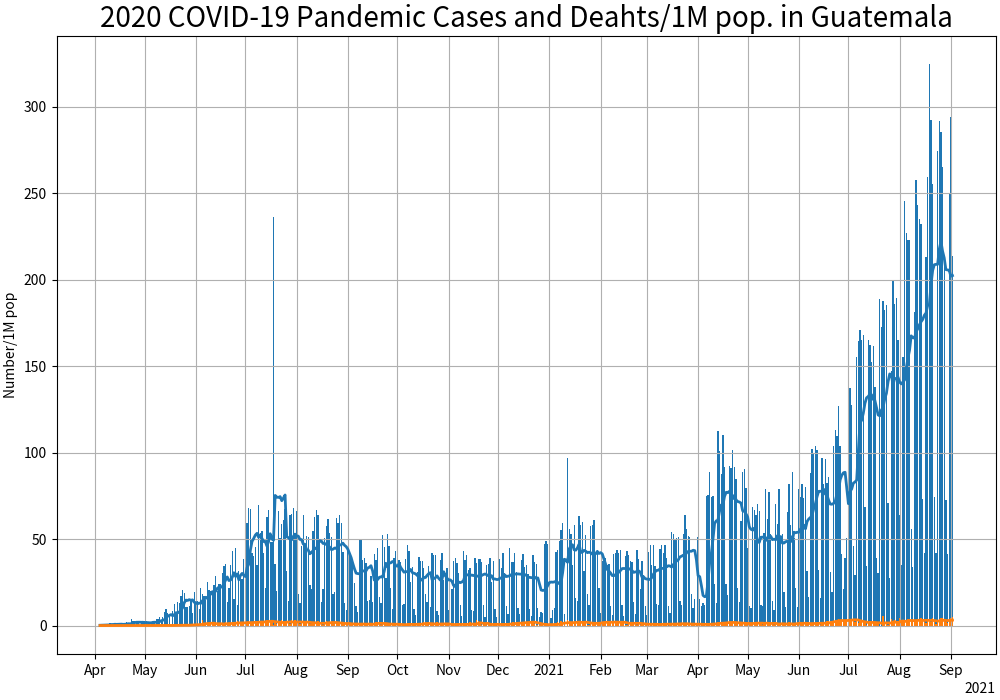 2020 COVID-19 Pandemic Cases and Deahts/1M pop. in Guatemala
Number/1M pop
300
250
200
150
100
50
0
Apr May Jun Jul Aug Sep Oct Nov Dec 2021 Feb Mar Apr May Jun Jul Aug Sep
2021